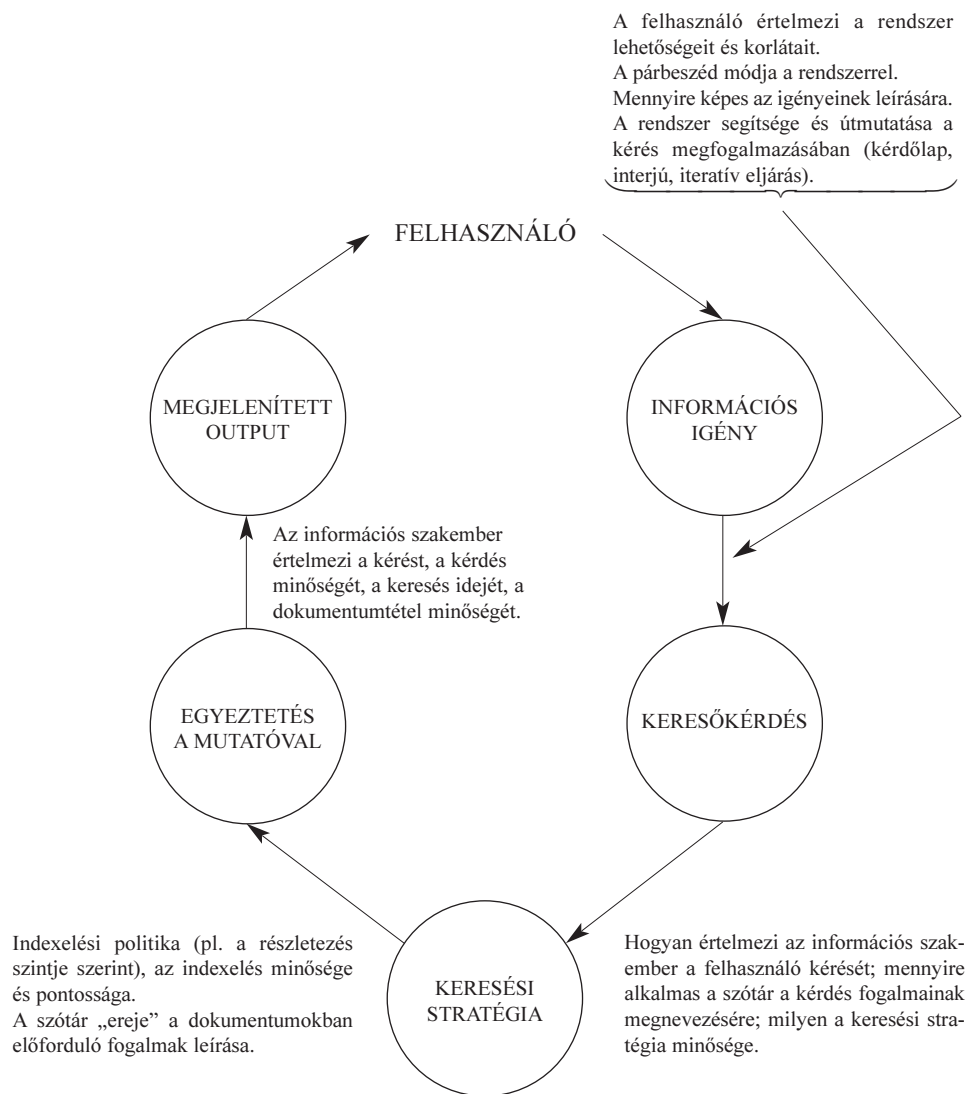 A felhasználó értelmezi a rendszer
lehetőségeit és korlátait.
A párbeszéd módja a rendszerrel.
Mennyire képes az igényeinek leírására.
A rendszer segítsége és útmutatása a
kérés megfogalmazásában (kérdőlap,
interjú, iteratív eljárás).
FELHASZNÁLÓ
MEGJELENÍTETT
OUTPUT
INFORMÁCIÓS
IGÉNY
Az információs szakember
értelmezi a kérést, a kérdés
minőségét, a keresés idejét, a
dokumentumtétel minőségét.
EGYEZTETÉS
A MUTATÓVAL
KERESŐKÉRDÉS
Indexelési politika (pl. a részletezés
szintje szerint), az indexelés minősége
és pontossága.
A szótár „ereje” a dokumentumokban
előforduló fogalmak leírása.
KERESÉSI
STRATÉGIA
Hogyan értelmezi az információs szak-
ember a felhasználó kérését; mennyire
alkalmas a szótár a kérdés fogalmainak
megnevezésére; milyen a keresési stra-
tégia minősége.